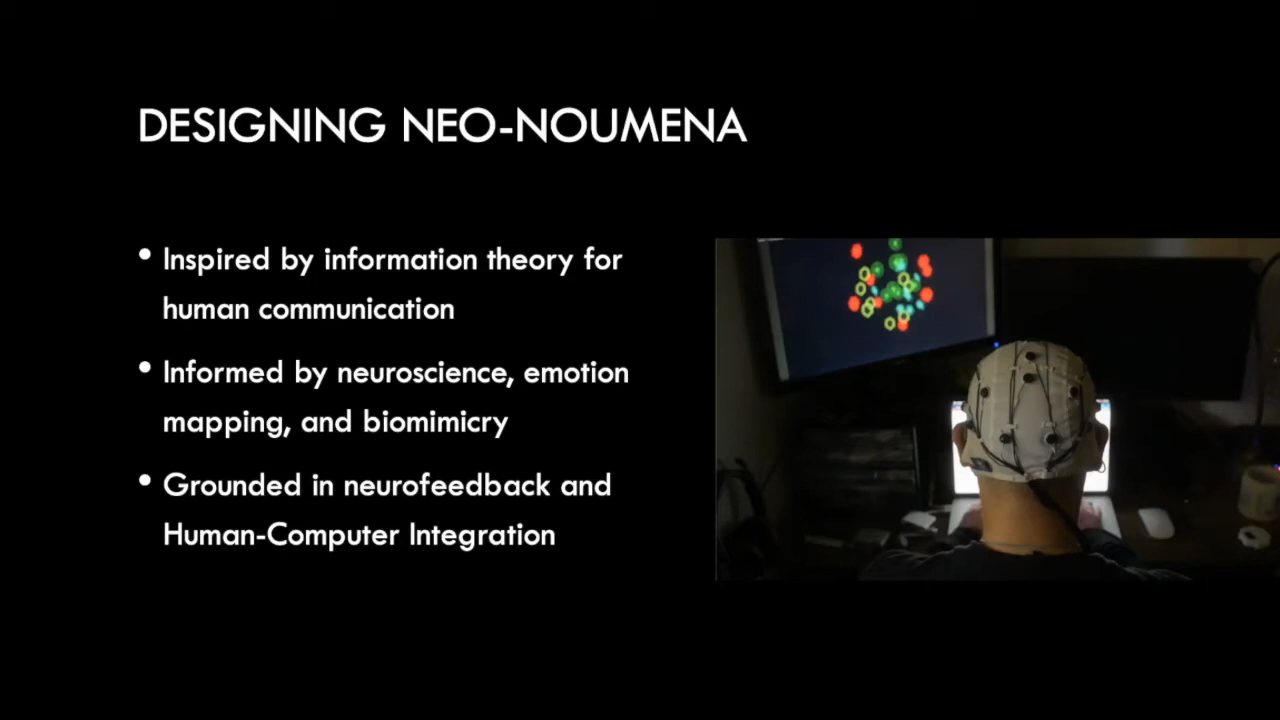 DESIGNING NEO-NOUMENA
• Inspired by information theory for
human communication
• Informed by neuroscience, emotion
mapping, and biomimicry
• Grounded in neurofeedback and
Human-Computer Integration